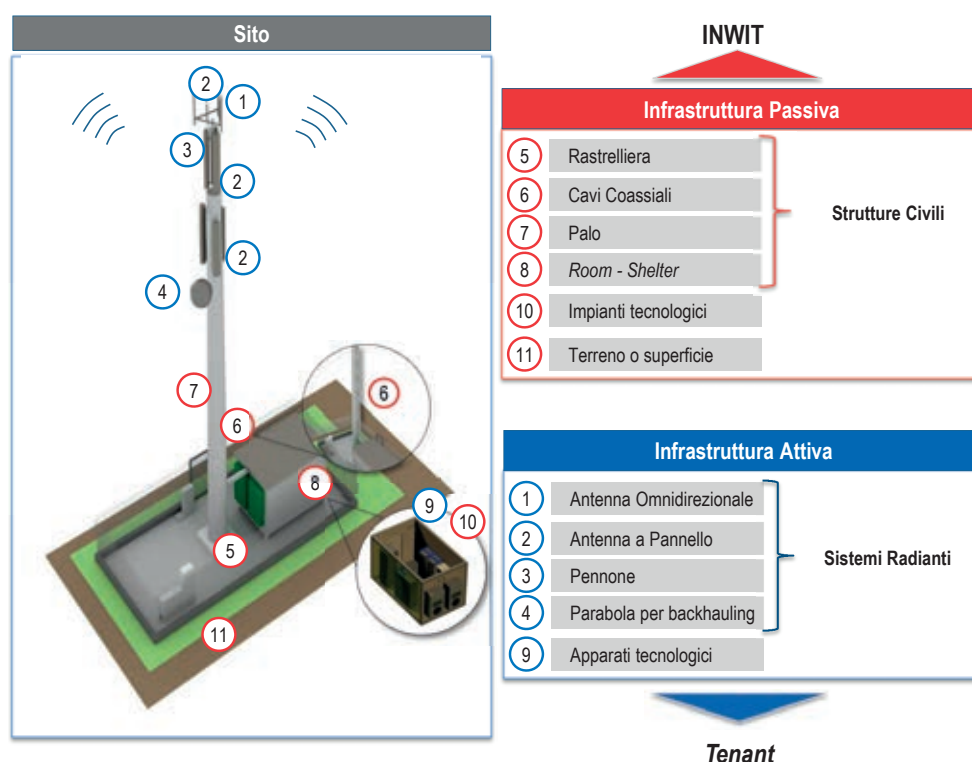 Sito
2
1
3
2
2
4
7
6
6
8
9
10
5
11
INWIT
Infrastruttura Passiva
5 Rastrelliera
6 Cavi Coassiali
7 Palo
8 Room - Shelter
Strutture Civili
10 Impianti tecnologici
11 Terreno o superficie
Infrastruttura Attiva
1 Antenna Omnidirezionale
2 Antenna a Pannello
3 Pennone
4 Parabola per backhauling
Sistemi Radianti
9 Apparati tecnologici
Tenant